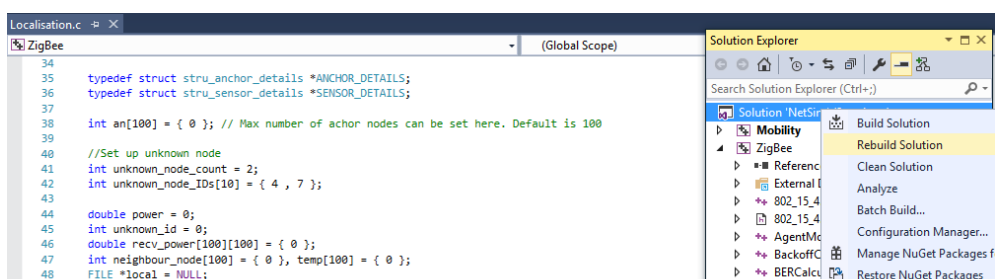 Localisation.c
ZigBee
(Global Scope)
34
35 typedef struct stru_anchor_details *ANCHOR_DETAILS;
36 typedef struct stru_sensor_details *SENSOR_DETAILS;
37
38 int an[100] = { 0 }; // Max number of achor nodes can be set here. Default is 100
39
40 //Set up unknown node
41 int unknown_node_count = 2;
42 int unknown_node_IDs[10] = { 4 , 7 };
43
44 double power = 0;
45 int unknown_id = 0;
46 double recv_power[100][100] = { 0 };
47 int neighbour_node[100] = { 0 }, temp[100] = { 0 };
48 FILE *local = NULL;
Solution Explorer
Search Solution Explorer (Ctrl+;)
Solution 'NetSim
Mobility
ZigBee
Referenc
External
802_15_4
802_15_4
AgentMo
BackoffC
BERCalcu
Build Solution
Rebuild Solution
Clean Solution
Analyze
Batch Build...
Configuration Manager...
Manage NuGet Packages f
Restore NuGet Packages